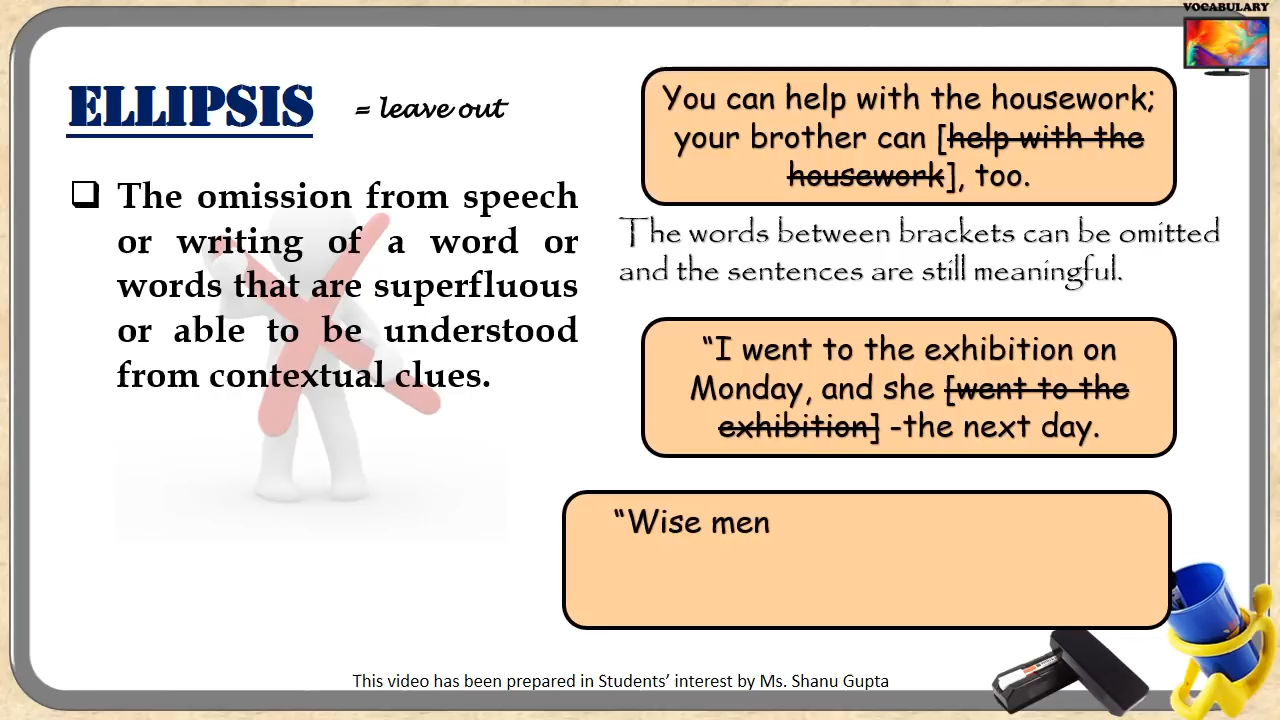 VOCABULARY
ELLIPSIS = leave out
❑ The omission from speech
or writing of a word or
words that are superfluous
or able to be understood
from contextual clues.
You can help with the housework;
your brother can [help with the
housework], too.
The words between brackets can be omitted
and the sentences are still meaningful.
“I went to the exhibition on
Monday, and she [went to the
exhibition] -the next day.
“Wise men
This video has been prepared in Students’ interest by Ms. Shanu Gupta